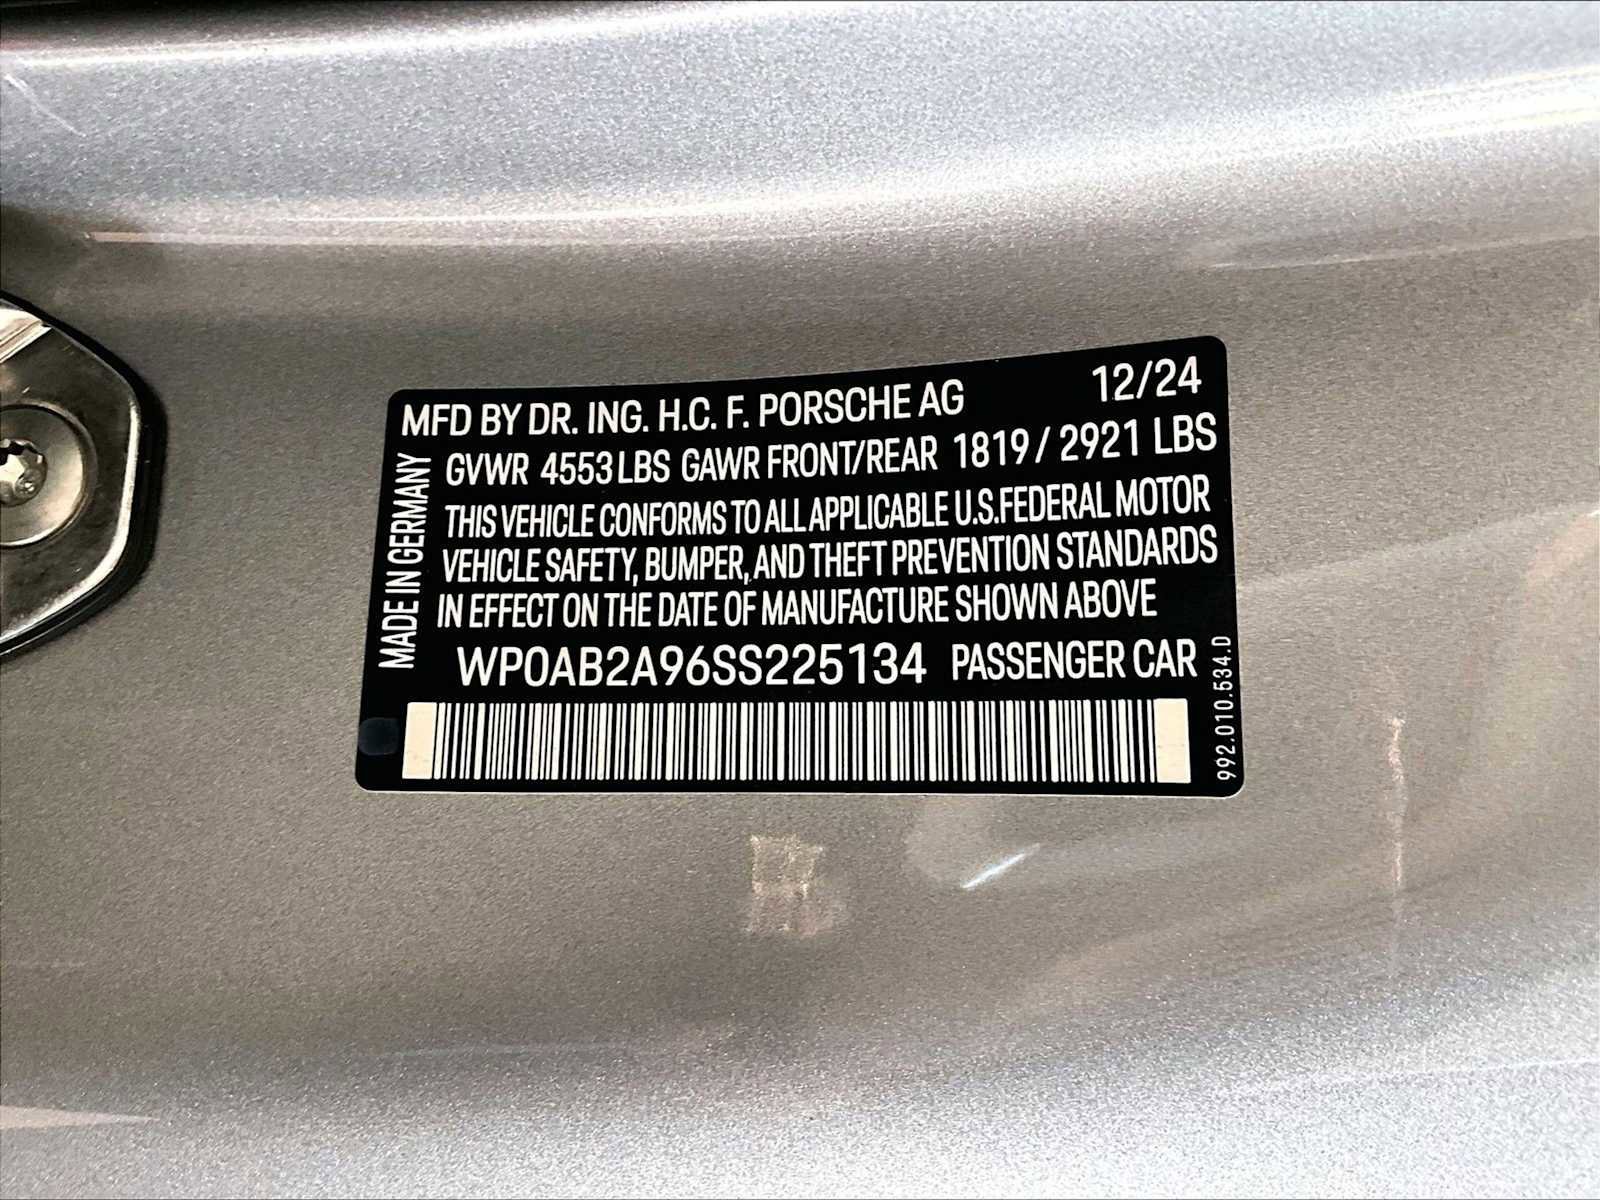 MFD BY DR. ING. H.C. F. PORSCHE AG 12/24
GVWR 4553 LBS GAWR FRONT/REAR 1819 / 2921 LBS
THIS VEHICLE CONFORMS TO ALL APPLICABLE U.S.FEDERAL MOTOR
VEHICLE SAFETY, BUMPER, AND THEFT PREVENTION STANDARDS
IN EFFECT ON THE DATE OF MANUFACTURE SHOWN ABOVE
WP0AB2A96SS225134 PASSENGER CAR
MADE IN GERMANY
992.010.534.D